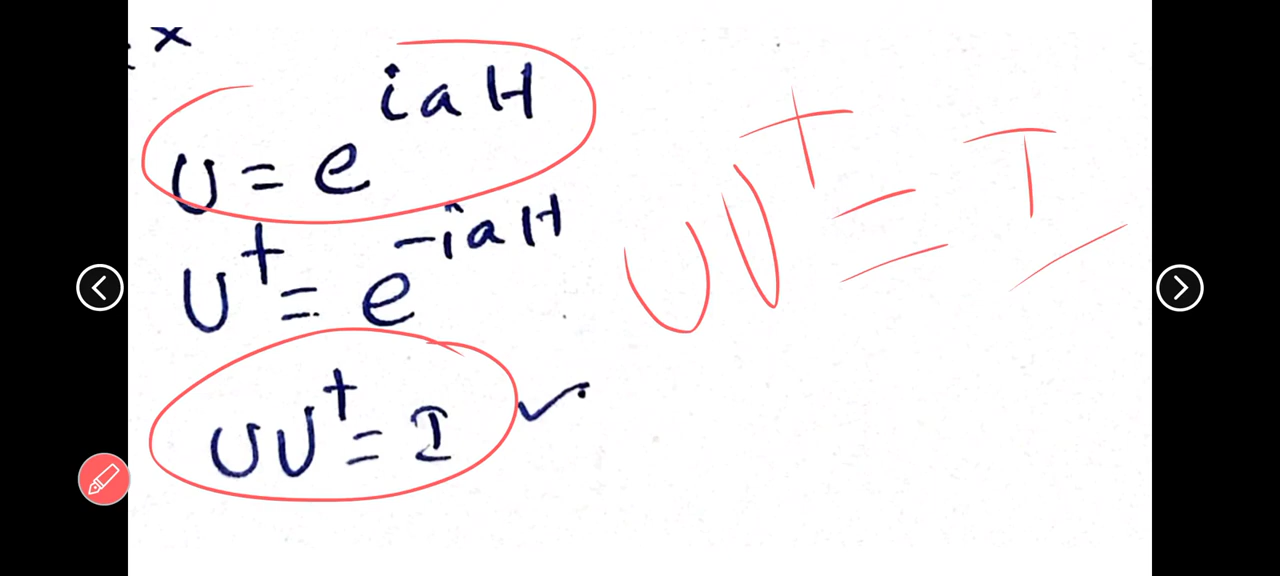 x
U = e^{iaH}
U^† = e^{-iaH}
UU^† = I ✓
UU^† = I